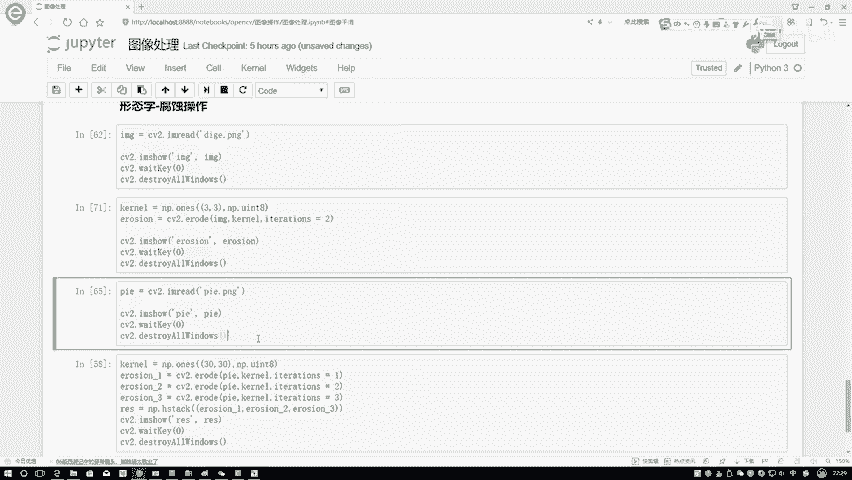 图像处理
http://localhost:8888/notebooks/opencv/图像操作/图像处理.ipynb#图像平滑
jupyter 图像处理 Last Checkpoint: 5 hours ago (unsaved changes)
Logout
File Edit View Insert Cell Kernel Widgets Help
Trusted
Python 3
Code
形态学-腐蚀操作
In [62]: img = cv2.imread('dige.png')
cv2.imshow('img', img)
cv2.waitKey(0)
cv2.destroyAllWindows()
In [71]: kernel = np.ones((3,3),np.uint8)
erosion = cv2.erode(img,kernel,iterations = 2)
cv2.imshow('erosion', erosion)
cv2.waitKey(0)
cv2.destroyAllWindows()
In [65]: pie = cv2.imread('pie.png')
cv2.imshow('pie', pie)
cv2.waitKey(0)
cv2.destroyAllWindows()
In [58]: kernel = np.ones((30,30),np.uint8)
erosion_1 = cv2.erode(pie,kernel,iterations = 1)
erosion_2 = cv2.erode(pie,kernel,iterations = 2)
erosion_3 = cv2.erode(pie,kernel,iterations = 3)
res = np.hstack((erosion_1,erosion_2,erosion_3))
cv2.imshow('res', res)
cv2.waitKey(0)
cv2.destroyAllWindows()
150%
22:29